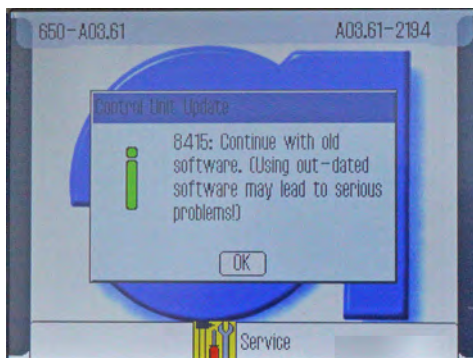 650-A03.61
A03.61-2194
Control Unit Update
8415: Continue with old
software. (Using out-dated
software may lead to serious
problems!)
OK
Service